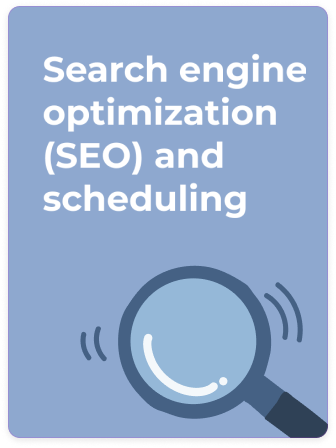 Search engine
optimization
(SEO) and
scheduling